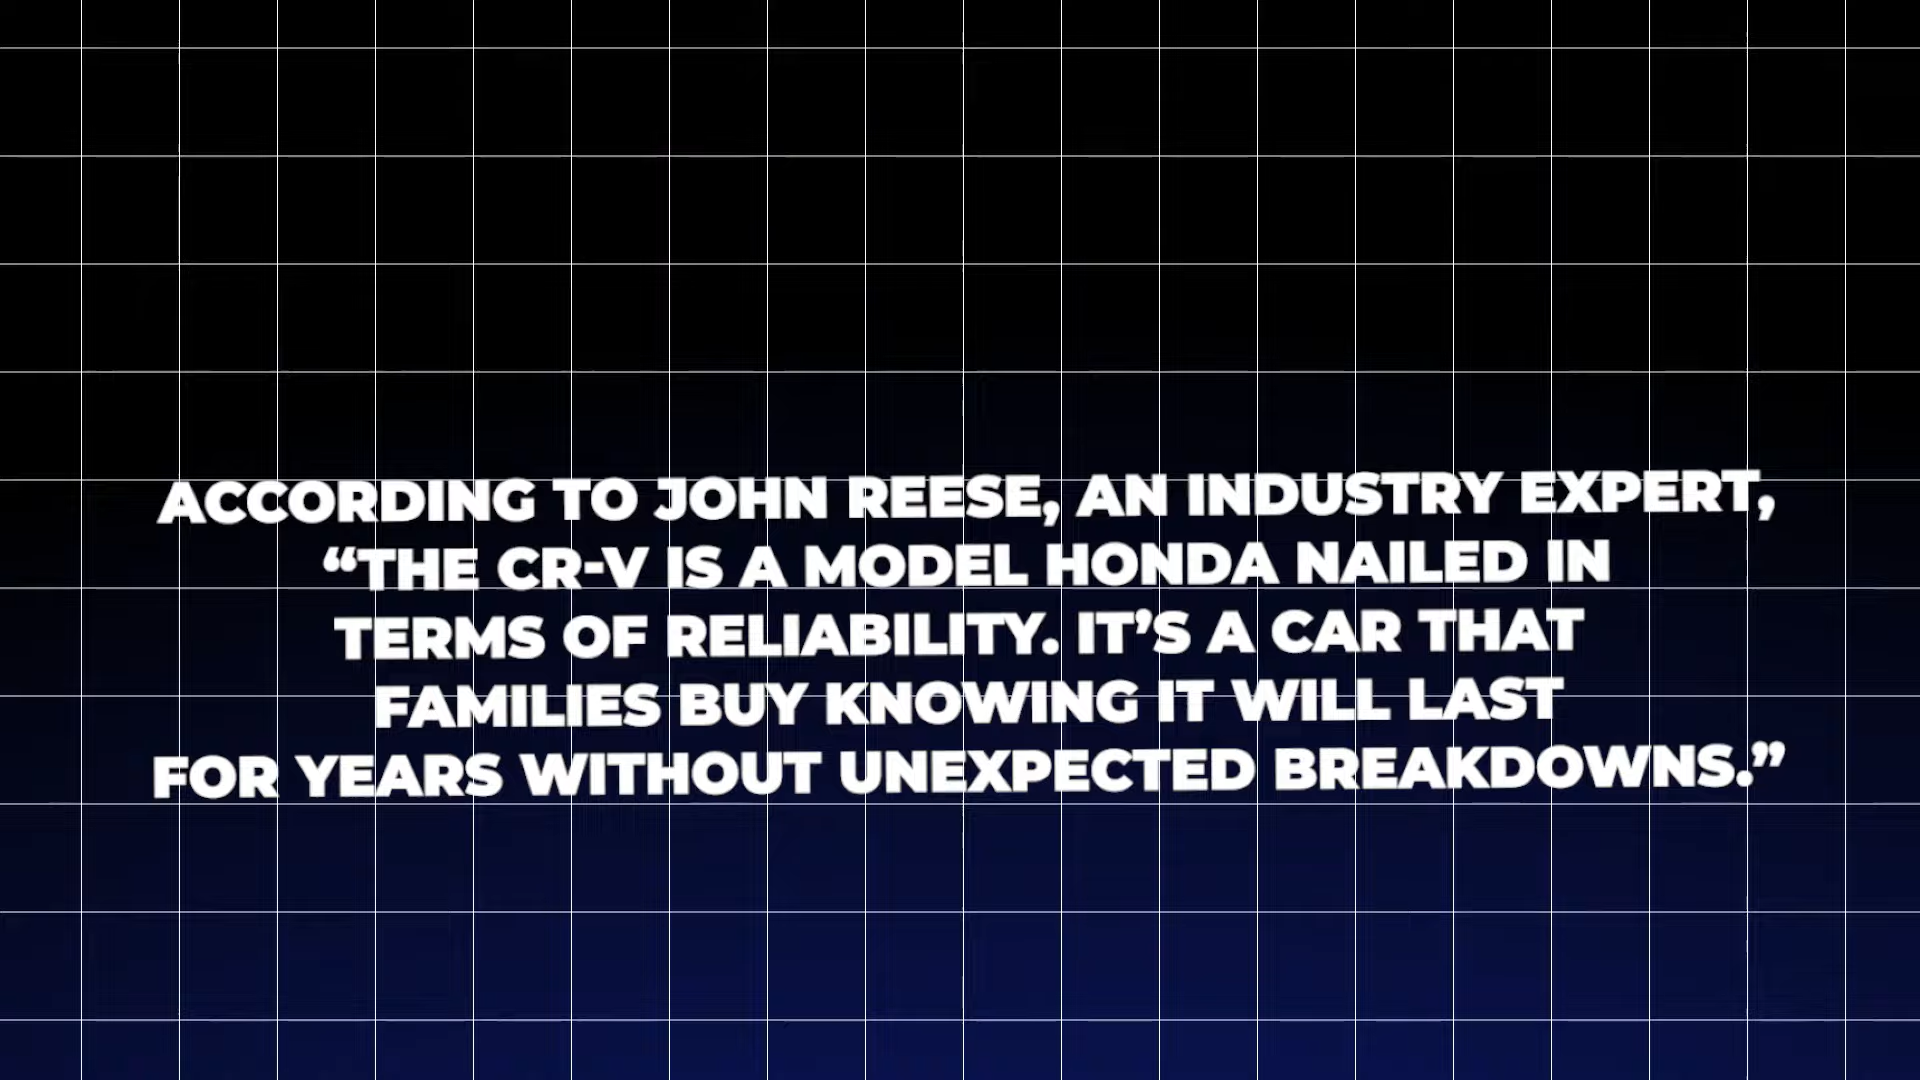 ACCORDING TO JOHN REESE, AN INDUSTRY EXPERT,
“THE CR-V IS A MODEL HONDA NAILED IN
TERMS OF RELIABILITY. IT’S A CAR THAT
FAMILIES BUY KNOWING IT WILL LAST
FOR YEARS WITHOUT UNEXPECTED BREAKDOWNS.”